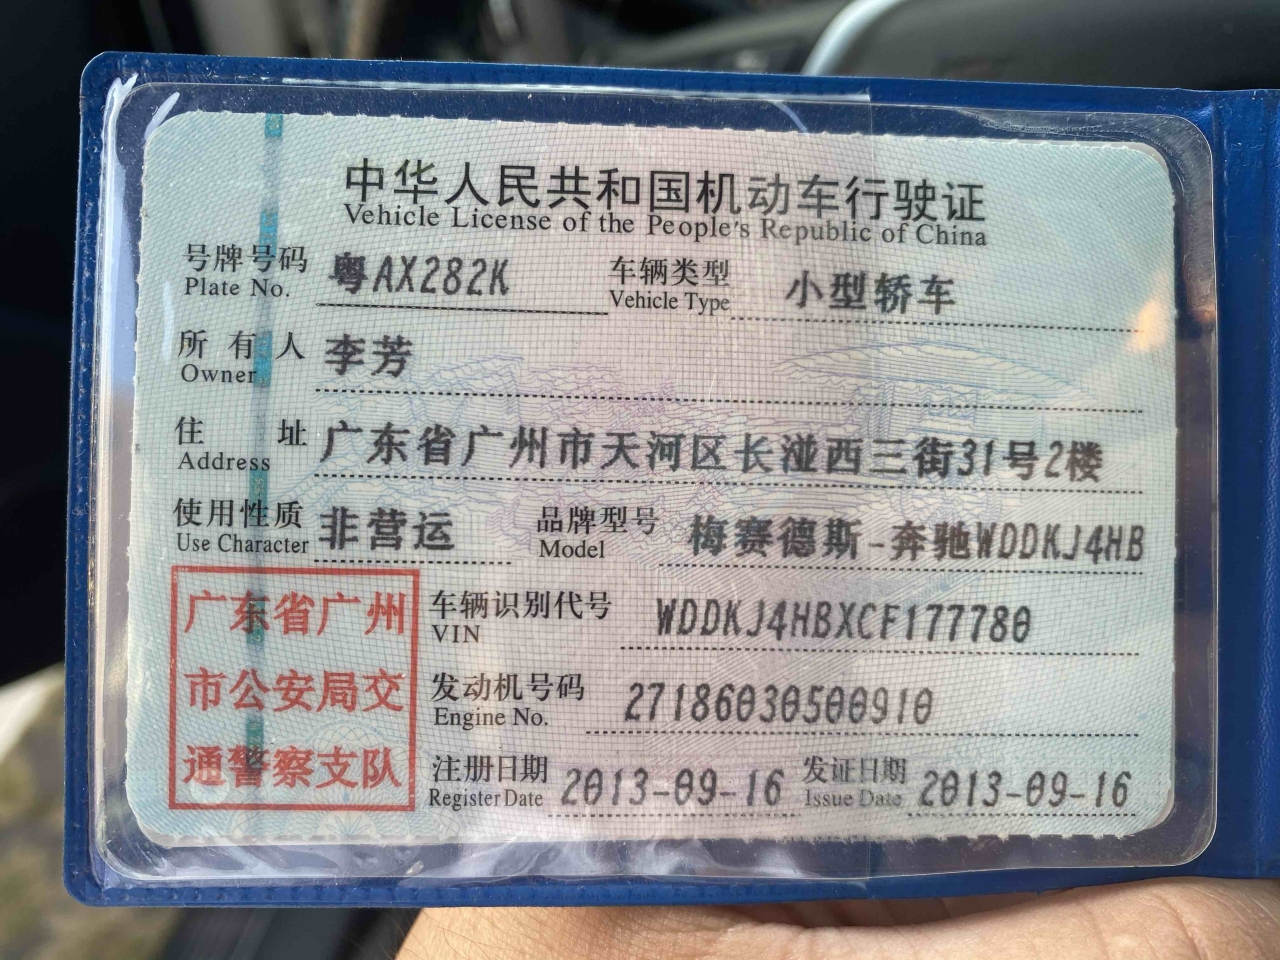 中华人民共和国机动车行驶证
Vehicle License of the People's Republic of China
号牌号码 粤AX282K 车辆类型 小型轿车
Plate No. Vehicle Type
所有人 李芳
Owner
住址 广东省广州市天河区长湴西三街31号2楼
Address
使用性质 非营运 品牌型号 梅赛德斯-奔驰WDDKJ4HB
Use Character Model
广东省广州
市公安局交
通警察支队
车辆识别代号 WDDKJ4HBXCF177780
VIN
发动机号码 27186030500910
Engine No.
注册日期 2013-09-16 发证日期 2013-09-16
Register Date Issue Date